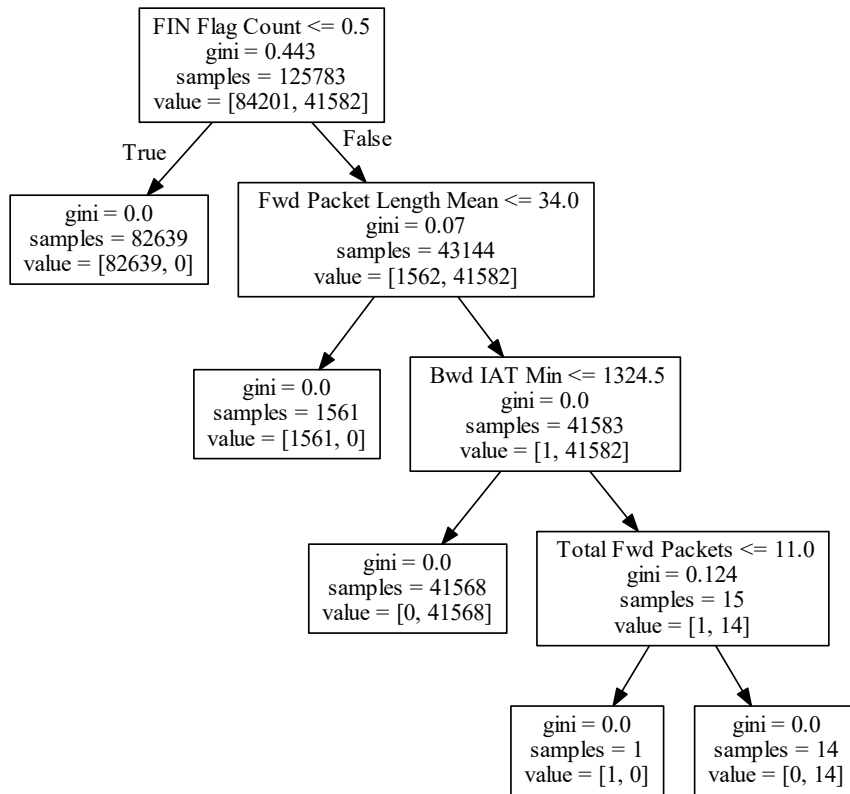 FIN Flag Count <= 0.5
gini = 0.443
samples = 125783
value = [84201, 41582]
True
False
gini = 0.0
samples = 82639
value = [82639, 0]
Fwd Packet Length Mean <= 34.0
gini = 0.07
samples = 43144
value = [1562, 41582]
gini = 0.0
samples = 1561
value = [1561, 0]
Bwd IAT Min <= 1324.5
gini = 0.0
samples = 41583
value = [1, 41582]
gini = 0.0
samples = 41568
value = [0, 41568]
Total Fwd Packets <= 11.0
gini = 0.124
samples = 15
value = [1, 14]
gini = 0.0
samples = 1
value = [1, 0]
gini = 0.0
samples = 14
value = [0, 14]